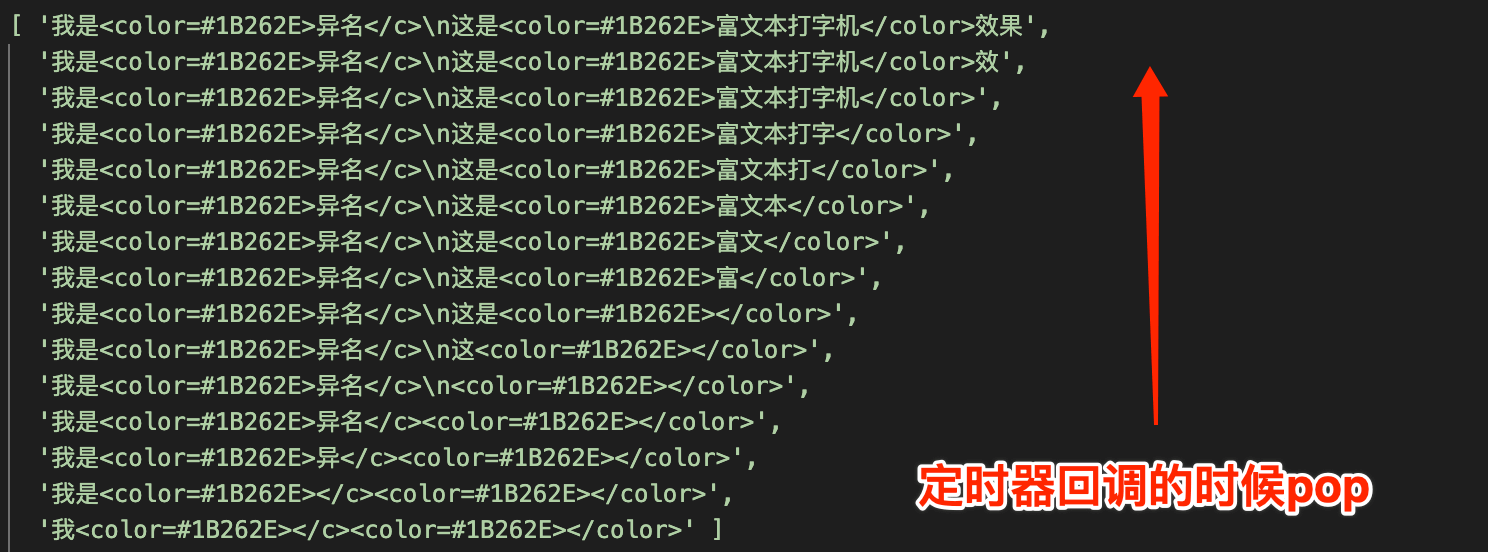 [ '我是<color=#1B262E>异名</c>\n这是<color=#1B262E>富文本打字机</color>效果',
'我是<color=#1B262E>异名</c>\n这是<color=#1B262E>富文本打字机</color>效',
'我是<color=#1B262E>异名</c>\n这是<color=#1B262E>富文本打字机</color>',
'我是<color=#1B262E>异名</c>\n这是<color=#1B262E>富文本打字</color>',
'我是<color=#1B262E>异名</c>\n这是<color=#1B262E>富文本打</color>',
'我是<color=#1B262E>异名</c>\n这是<color=#1B262E>富文本</color>',
'我是<color=#1B262E>异名</c>\n这是<color=#1B262E>富文</color>',
'我是<color=#1B262E>异名</c>\n这是<color=#1B262E>富</color>',
'我是<color=#1B262E>异名</c>\n这是<color=#1B262E></color>',
'我是<color=#1B262E>异名</c>\n这<color=#1B262E></color>',
'我是<color=#1B262E>异名</c>\n<color=#1B262E></color>',
'我是<color=#1B262E>异名</c><color=#1B262E></color>',
'我是<color=#1B262E>异</c><color=#1B262E></color>',
'我是<color=#1B262E></c><color=#1B262E></color>',
'我<color=#1B262E></c><color=#1B262E></color>' ]
定时器回调的时候pop